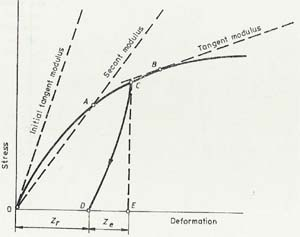 Initial tangent modulus
Secant modulus
Tangent modulus
A
B
C
Stress
O
D
E
Zr
Ze
Deformation